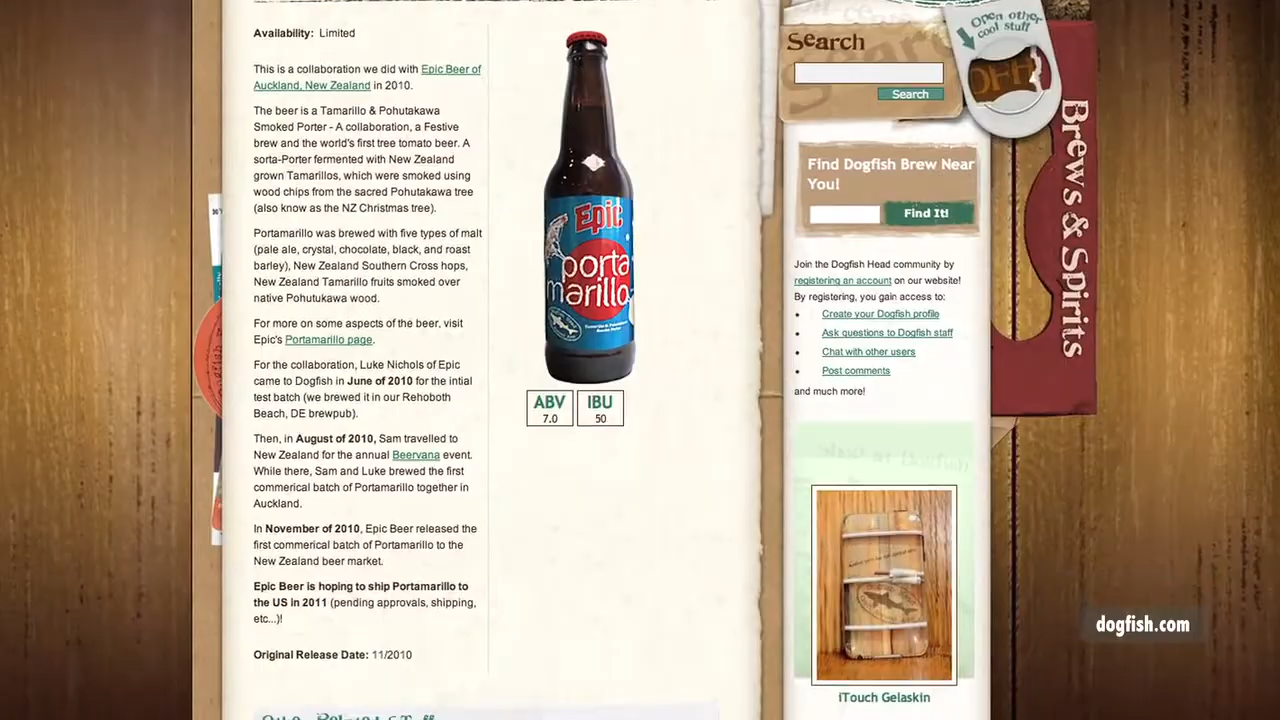 Availability: Limited
This is a collaboration we did with Epic Beer of
Auckland, New Zealand in 2010.
The beer is a Tamarillo & Pohutakawa
Smoked Porter - A collaboration, a Festive
brew and the world's first tree tomato beer. A
sorta-Porter fermented with New Zealand
grown Tamarillos, which were smoked using
wood chips from the sacred Pohutakawa tree
(also know as the NZ Christmas tree).
Portamarillo was brewed with five types of malt
(pale ale, crystal, chocolate, black, and roast
barley), New Zealand Southern Cross hops,
New Zealand Tamarillo fruits smoked over
native Pohutukawa wood.
For more on some aspects of the beer, visit
Epic's Portamarillo page.
For the collaboration, Luke Nichols of Epic
came to Dogfish in June of 2010 for the intial
test batch (we brewed it in our Rehoboth
Beach, DE brewpub).
Then, in August of 2010, Sam travelled to
New Zealand for the annual Beervana event.
While there, Sam and Luke brewed the first
commerical batch of Portamarillo together in
Auckland.
In November of 2010, Epic Beer released the
first commerical batch of Portamarillo to the
New Zealand beer market.
Epic Beer is hoping to ship Portamarillo to
the US in 2011 (pending approvals, shipping,
etc...)!
Original Release Date: 11/2010
Epic
porta
marillo
ABV
7.0
IBU
50
Search
Search
Open other
cool stuff
OFF
Brews & Spirits
Find Dogfish Brew Near
You!
Find It!
Join the Dogfish Head community by
registering an account on our website!
By registering, you gain access to:
• Create your Dogfish profile
• Ask questions to Dogfish staff
• Chat with other users
• Post comments
and much more!
iTouch Gelaskin
dogfish.com